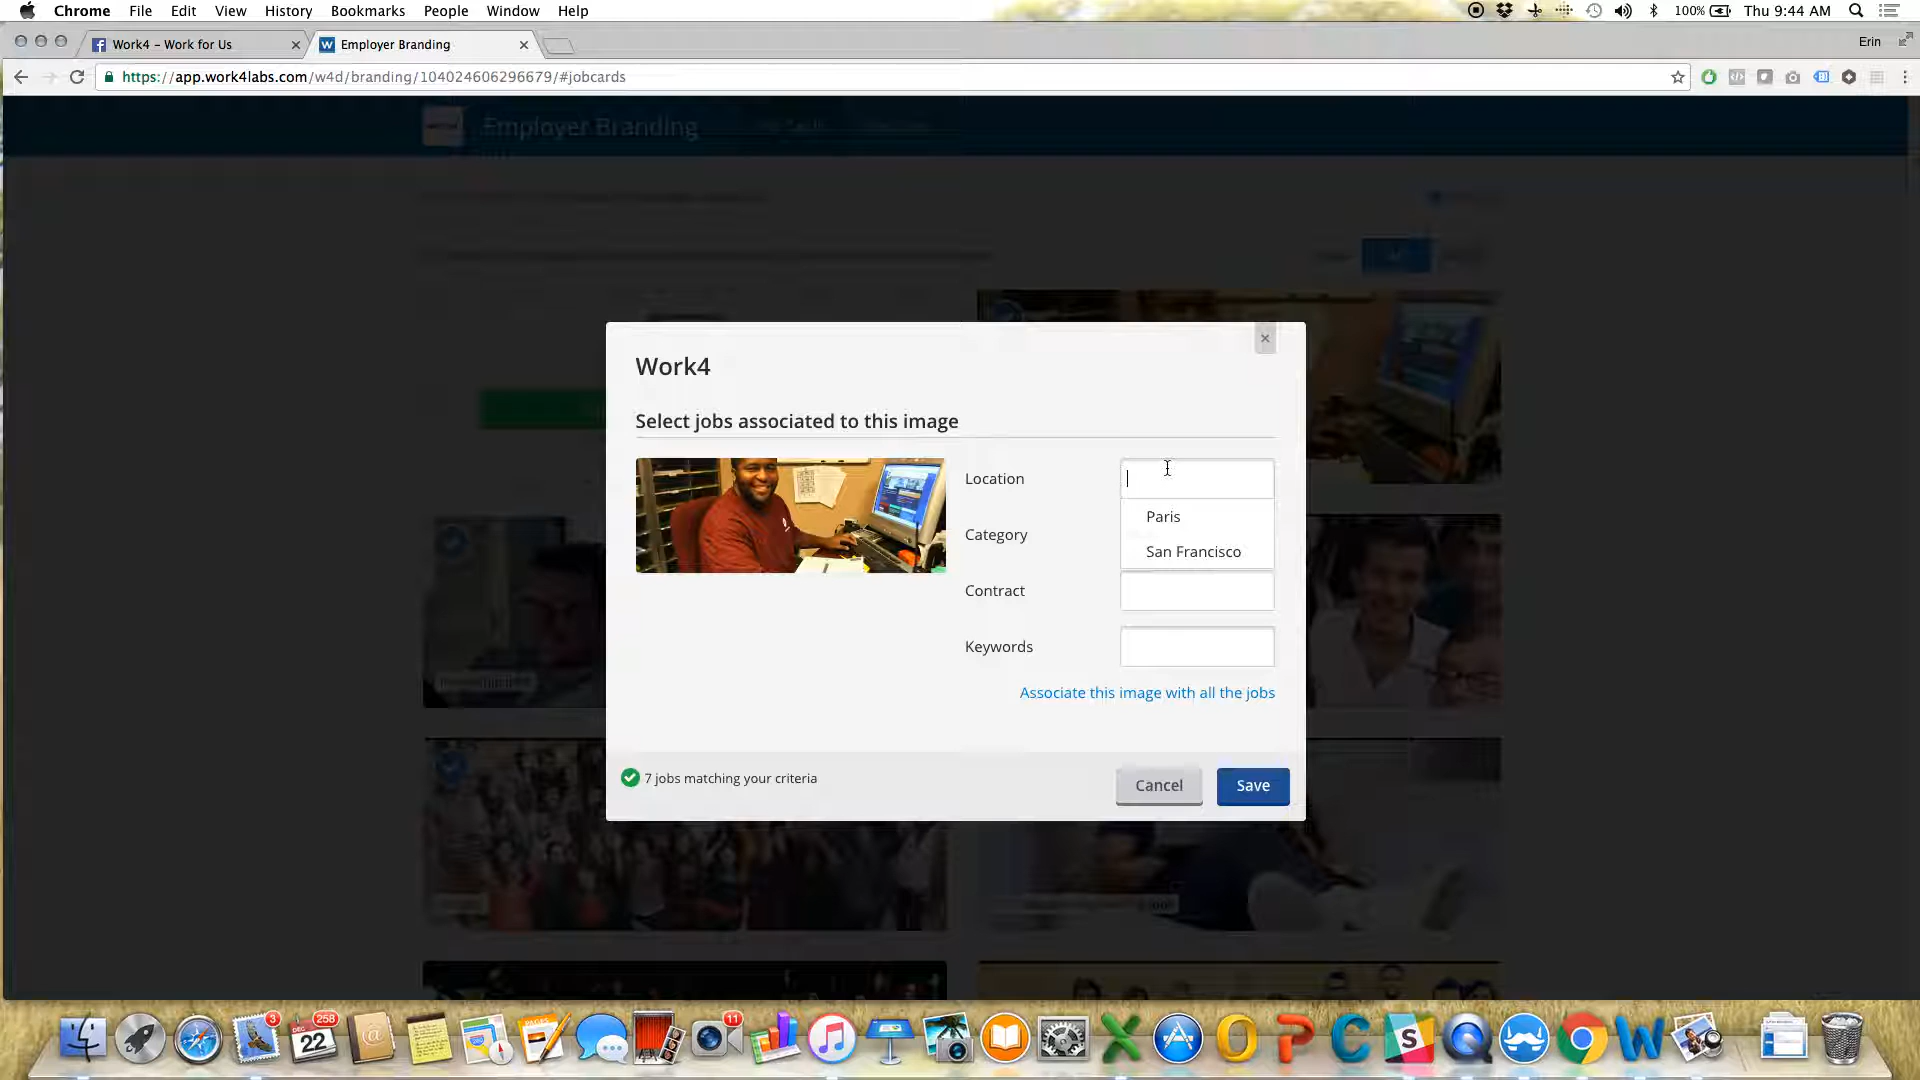 Chrome File Edit View History Bookmarks People Window Help 100% Thu 9:44 AM
Work4 – Work for Us Employer Branding Erin
https://app.work4labs.com/w4d/branding/104024606296679/#jobcards
Employer Branding
Work4
Select jobs associated to this image
Location
Paris
Category
San Francisco
Contract
Keywords
Associate this image with all the jobs
7 jobs matching your criteria
Cancel Save
3
DEC 22 258
11